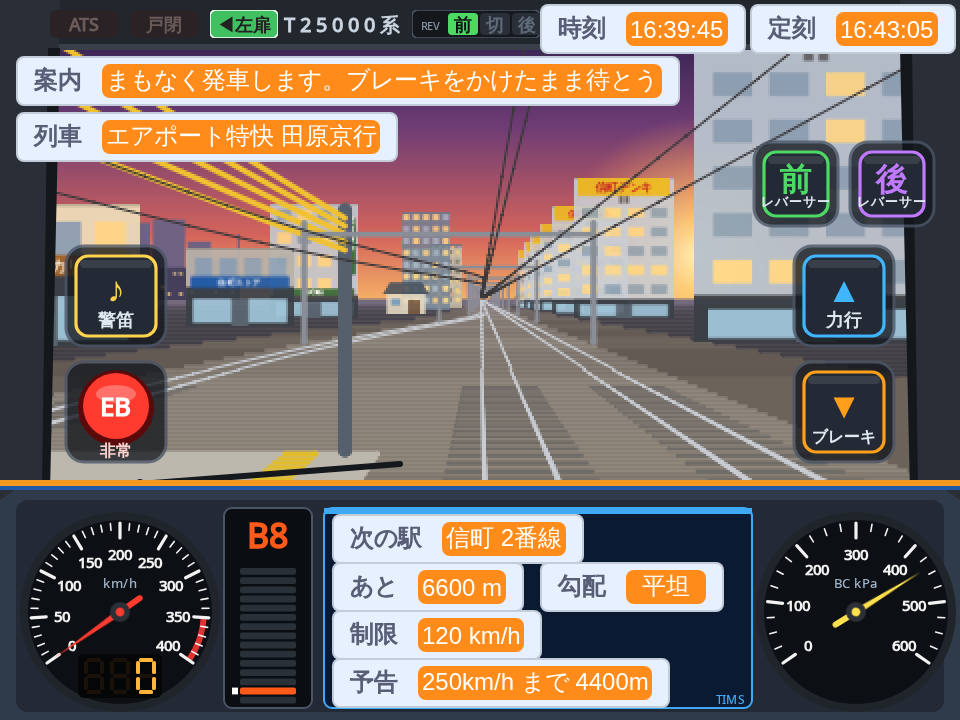 ATS 戸閉 ◀左扉 T25000系 REV 前 切 後
時刻 16:39:45 定刻 16:43:05
案内 まもなく発車します。ブレーキをかけたまま待とう
列車 エアポート特快 田原京行
前 レバーサー
後 レバーサー
♪ 警笛
▲ 力行
EB 非常
▼ ブレーキ
0 50 100 150 200 250 300 350 400
km/h
0
B8
次の駅 信町 2番線
あと 6600 m 勾配 平坦
制限 120 km/h
予告 250km/h まで 4400m
TIMS
0 100 200 300 400 500 600
BC kPa